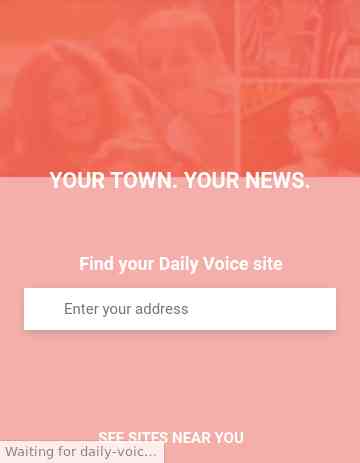 YOUR TOWN. YOUR NEWS.
Find your Daily Voice site
Enter your address
SEE SITES NEAR YOU
Waiting for daily-voic...